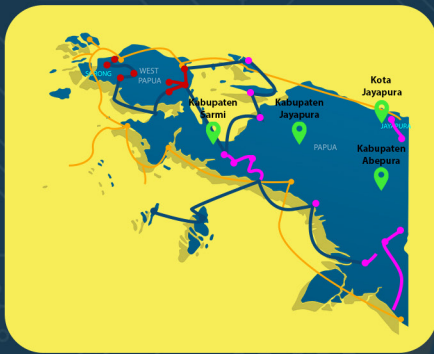 SORONG
WEST
PAPUA
Kabupaten
Sarmi
Kabupaten
Jayapura
Kota
Jayapura
JAYAPURA
PAPUA
Kabupaten
Abepura